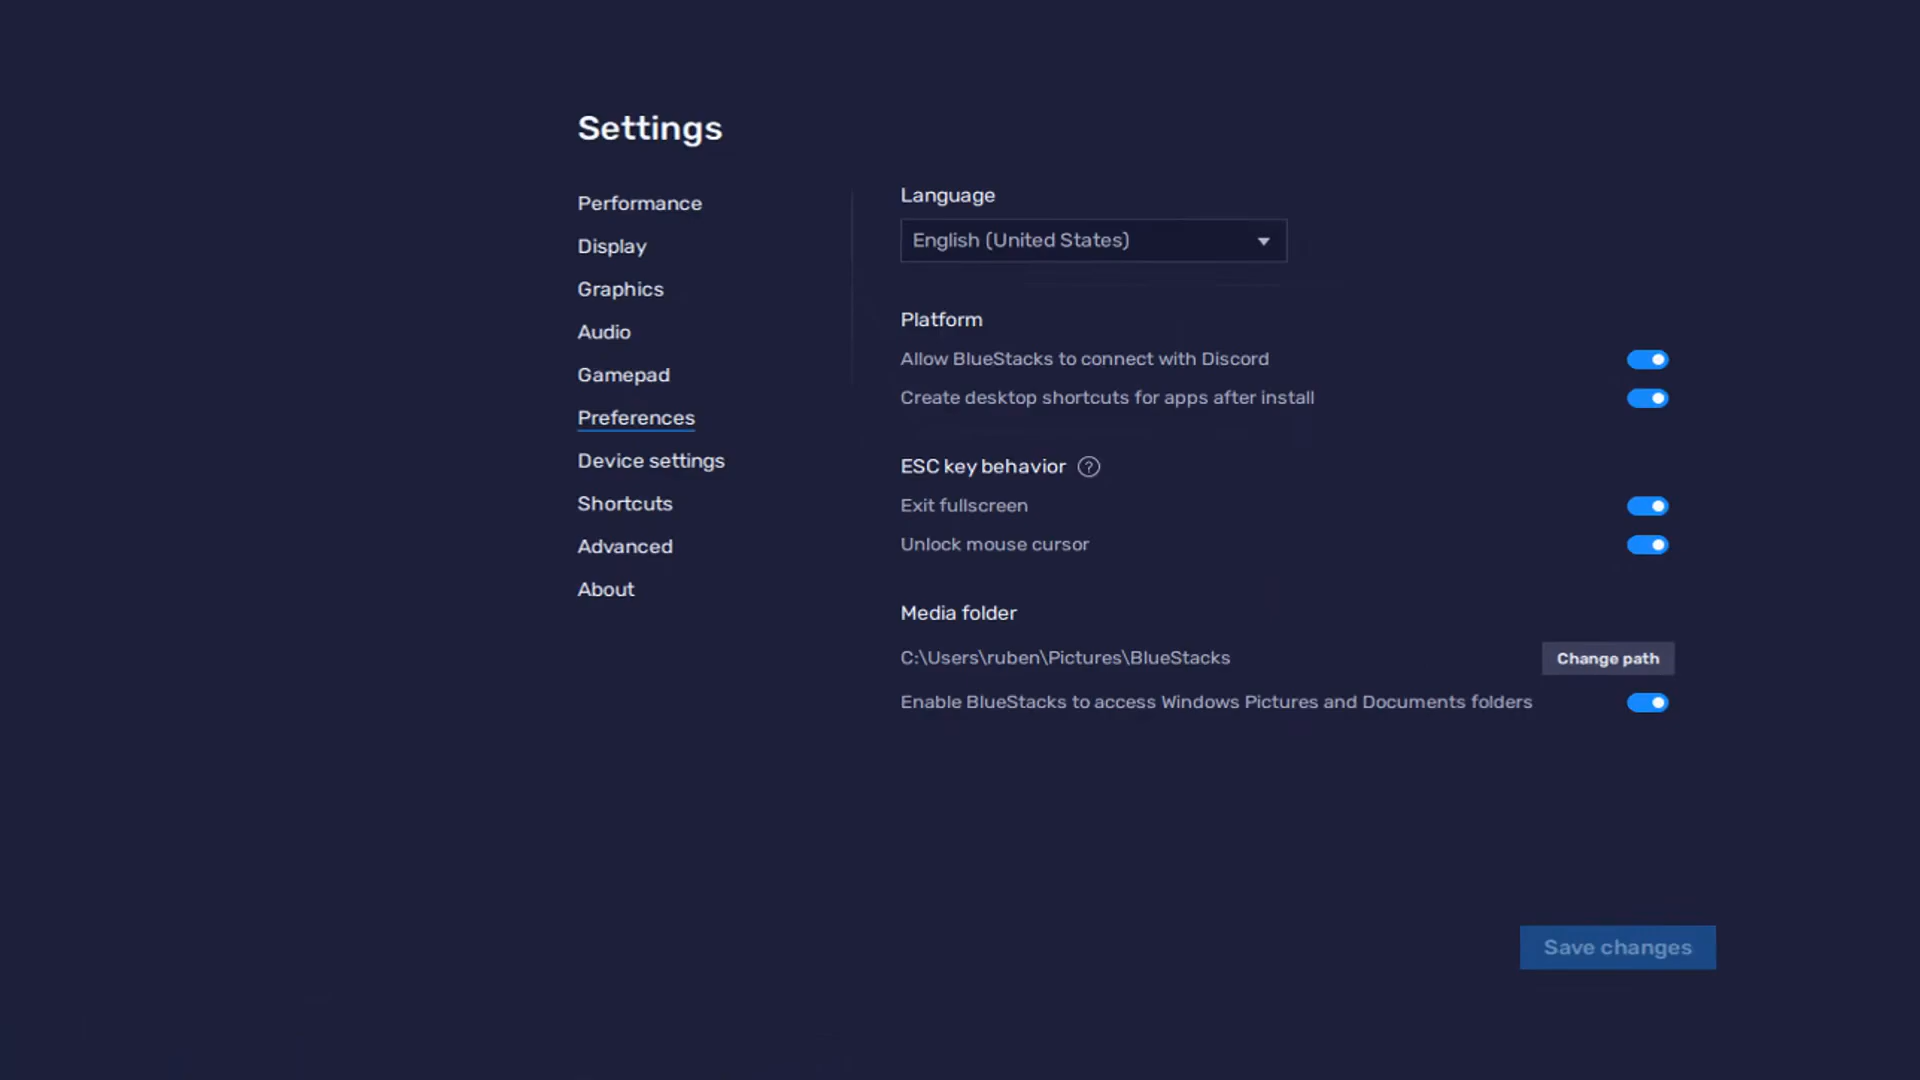 Settings
Performance
Display
Graphics
Audio
Gamepad
Preferences
Device settings
Shortcuts
Advanced
About
Language
English (United States)
Platform
Allow BlueStacks to connect with Discord
Create desktop shortcuts for apps after install
ESC key behavior ?
Exit fullscreen
Unlock mouse cursor
Media folder
C:\Users\ruben\Pictures\BlueStacks
Change path
Enable BlueStacks to access Windows Pictures and Documents folders
Save changes